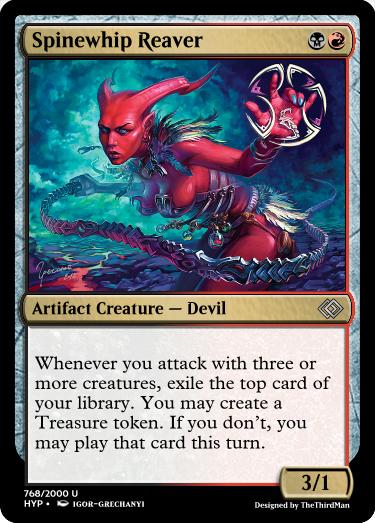 Spinewhip Reaver
Artifact Creature — Devil
Whenever you attack with three or
more creatures, exile the top card of
your library. You may create a
Treasure token. If you don't, you
may play that card this turn.
3/1
768/2000 U
HYP • IGOR-GRECHANYI
Designed by TheThirdMan